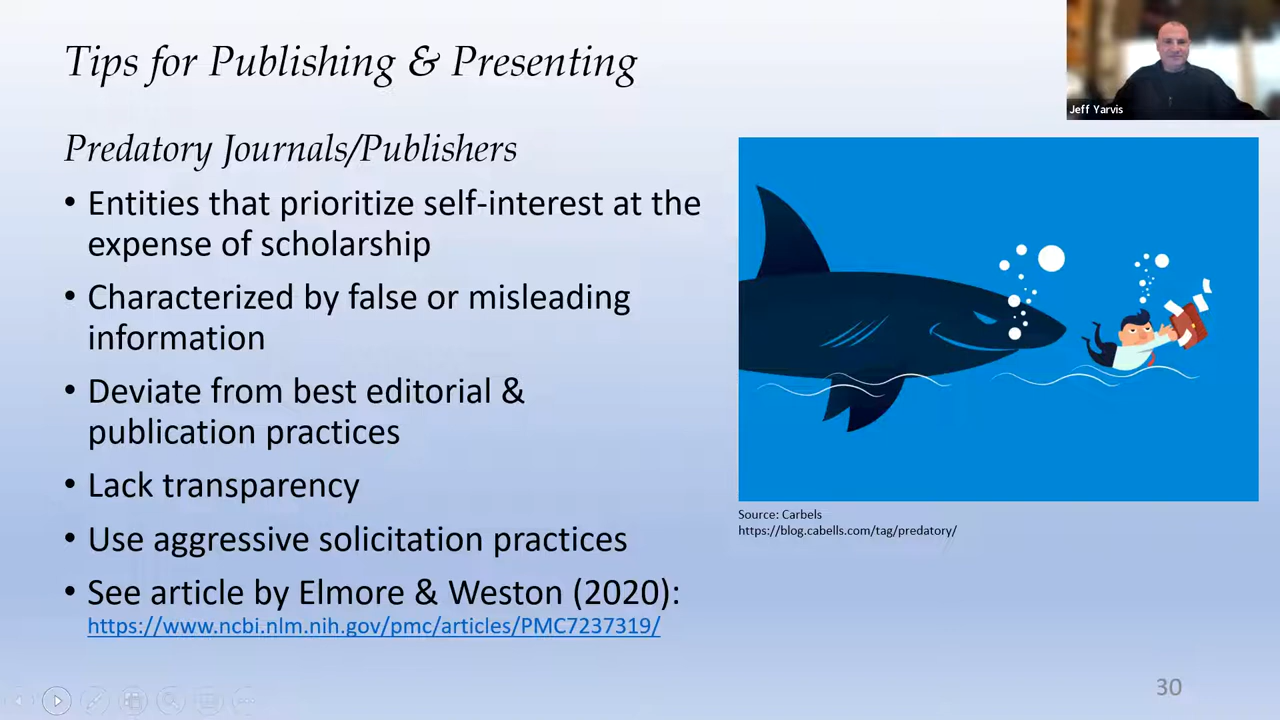 Tips for Publishing & Presenting
Jeff Yarvis
Predatory Journals/Publishers
• Entities that prioritize self-interest at the
expense of scholarship
• Characterized by false or misleading
information
• Deviate from best editorial &
publication practices
• Lack transparency
• Use aggressive solicitation practices
• See article by Elmore & Weston (2020):
https://www.ncbi.nlm.nih.gov/pmc/articles/PMC7237319/
Source: Carbels
https://blog.cabells.com/tag/predatory/
30